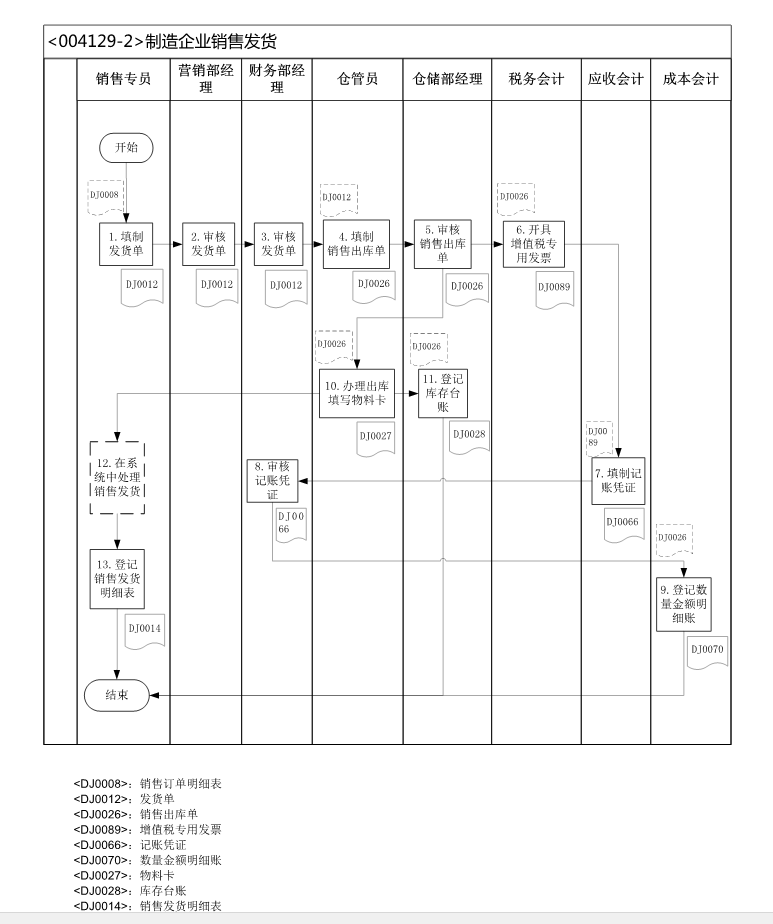 <004129-2>制造企业销售发货
销售专员
营销部经
理
财务部经
理
仓管员
仓储部经理
税务会计
应收会计
成本会计
开始
DJ0008
1.填制
发货单
DJ0012
2.审核
发货单
DJ0012
3.审核
发货单
DJ0012
DJ0012
4.填制
销售出库单
DJ0026
5.审核
销售出库
单
DJ0026
DJ0026
6.开具
增值税专
用发票
DJ0089
DJ0026
10.办理出库
填写物料卡
DJ0027
DJ0026
11.登记
库存台
账
DJ0028
12.在系
统中处理
销售发货
8.审核
记账凭
证
DJ00
66
DJ00
89
7.填制记
账凭证
DJ0066
DJ0026
9.登记数
量金额明
细账
DJ0070
13.登记
销售发货
明细表
DJ0014
结束
<DJ0008>：销售订单明细表
<DJ0012>：发货单
<DJ0026>：销售出库单
<DJ0089>：增值税专用发票
<DJ0066>：记账凭证
<DJ0070>：数量金额明细账
<DJ0027>：物料卡
<DJ0028>：库存台账
<DJ0014>：销售发货明细表